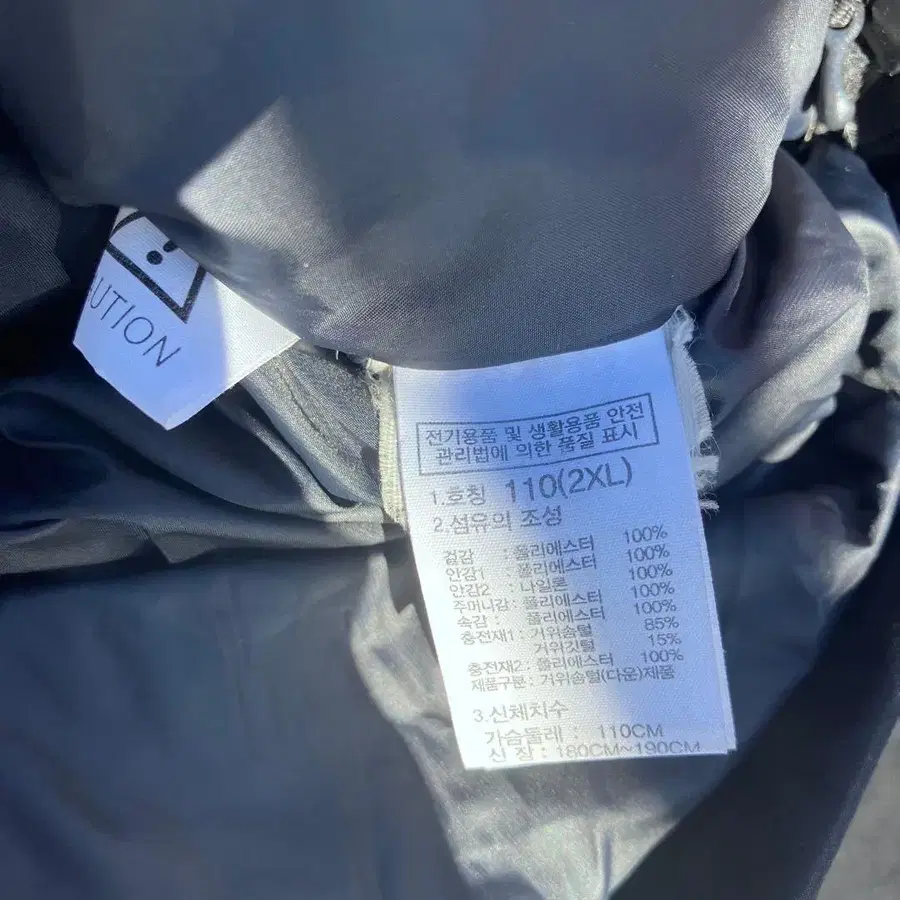 AUTION
전기용품 및 생활용품 안전
관리법에 의한 품질 표시
1.호칭 110(2XL)
2.섬유의 조성
겉감 : 폴리에스터 100%
안감1 : 폴리에스터 100%
안감2 : 나일론 100%
주머니감 : 폴리에스터 100%
속감 : 폴리에스터 100%
충전재1 : 거위솜털 85%
거위깃털 15%
충전재2 : 폴리에스터 100%
제품구분 : 거위솜털(다운)제품
3.신체치수
가슴둘레 : 110CM
신 장 : 180CM~190CM